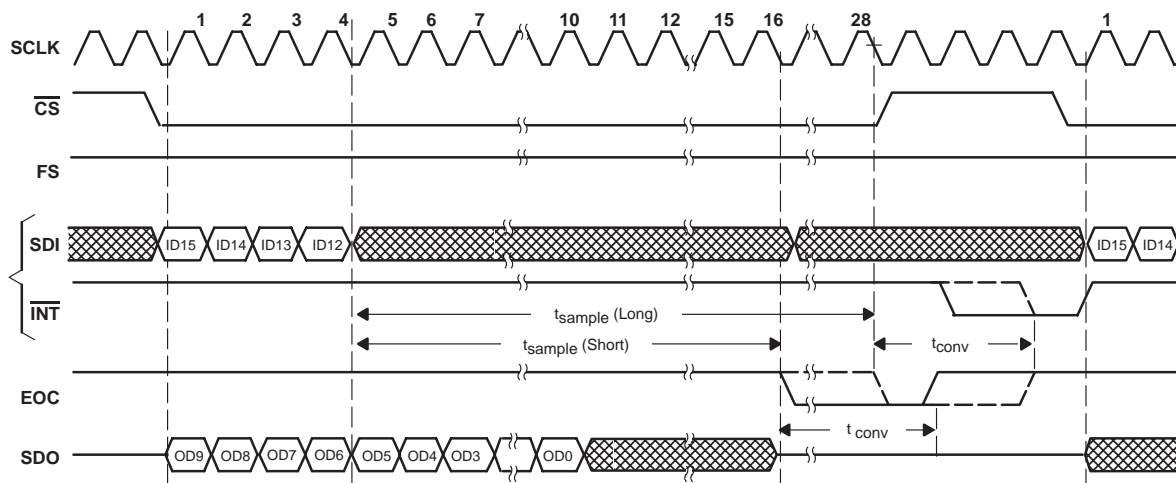 1 2 3 4 5 6 7 10 11 12 15 16 28 1
SCLK
CS
FS
SDI ID15 ID14 ID13 ID12 ID15 ID14
INT
tsample (Long)
tsample (Short) tconv
EOC
t conv
SDO OD9 OD8 OD7 OD6 OD5 OD4 OD3 OD0